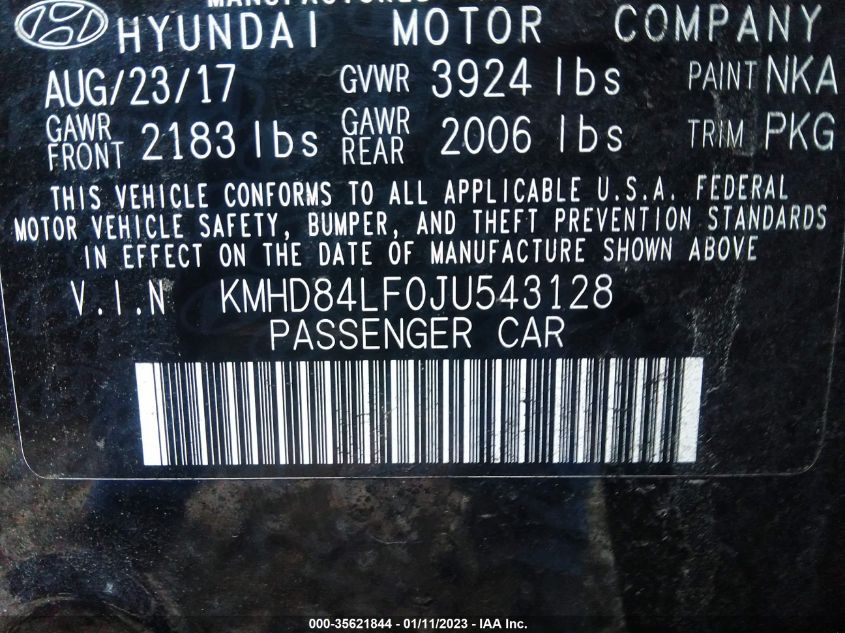 MANUFACTURED
HYUNDAI MOTOR COMPANY
AUG/23/17 GVWR 3924 lbs PAINT NKA
GAWR FRONT 2183 lbs GAWR REAR 2006 lbs TRIM PKG
THIS VEHICLE CONFORMS TO ALL APPLICABLE U.S.A. FEDERAL
MOTOR VEHICLE SAFETY, BUMPER, AND THEFT PREVENTION STANDARDS
IN EFFECT ON THE DATE OF MANUFACTURE SHOWN ABOVE
V.I.N KMHD84LF0JU543128
PASSENGER CAR
000-35621844 - 01/11/2023 - IAA Inc.